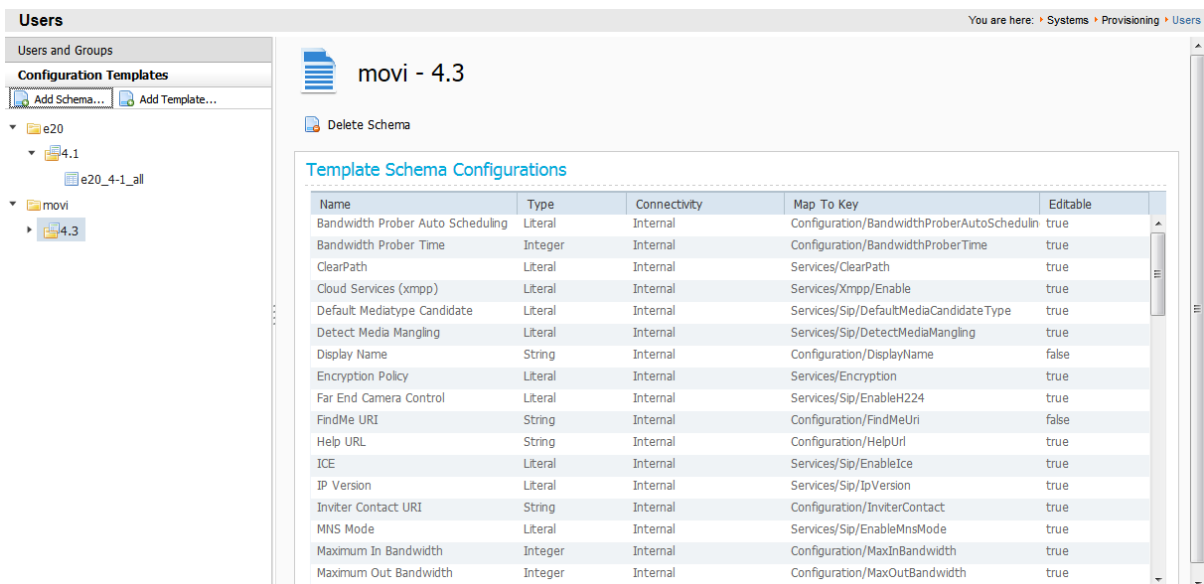 Users
You are here: Systems Provisioning Users
Users and Groups
Configuration Templates
Add Schema... Add Template...
e20
4.1
e20_4-1_all
movi
4.3
movi - 4.3
Delete Schema
Template Schema Configurations
Name Type Connectivity Map To Key Editable
Bandwidth Prober Auto Scheduling Literal Internal Configuration/BandwidthProberAutoSchedulin true
Bandwidth Prober Time Integer Internal Configuration/BandwidthProberTime true
ClearPath Literal Internal Services/ClearPath true
Cloud Services (xmpp) Literal Internal Services/Xmpp/Enable true
Default Mediatype Candidate Literal Internal Services/Sip/DefaultMediaCandidateType true
Detect Media Mangling Literal Internal Services/Sip/DetectMediaMangling true
Display Name String Internal Configuration/DisplayName false
Encryption Policy Literal Internal Services/Encryption true
Far End Camera Control Literal Internal Services/Sip/EnableH224 true
FindMe URI String Internal Configuration/FindMeUri false
Help URL String Internal Configuration/HelpUrl true
ICE Literal Internal Services/Sip/EnableIce true
IP Version Literal Internal Services/Sip/IpVersion true
Inviter Contact URI String Internal Configuration/InviterContact true
MNS Mode Literal Internal Services/Sip/EnableMnsMode true
Maximum In Bandwidth Integer Internal Configuration/MaxInBandwidth true
Maximum Out Bandwidth Integer Internal Configuration/MaxOutBandwidth true